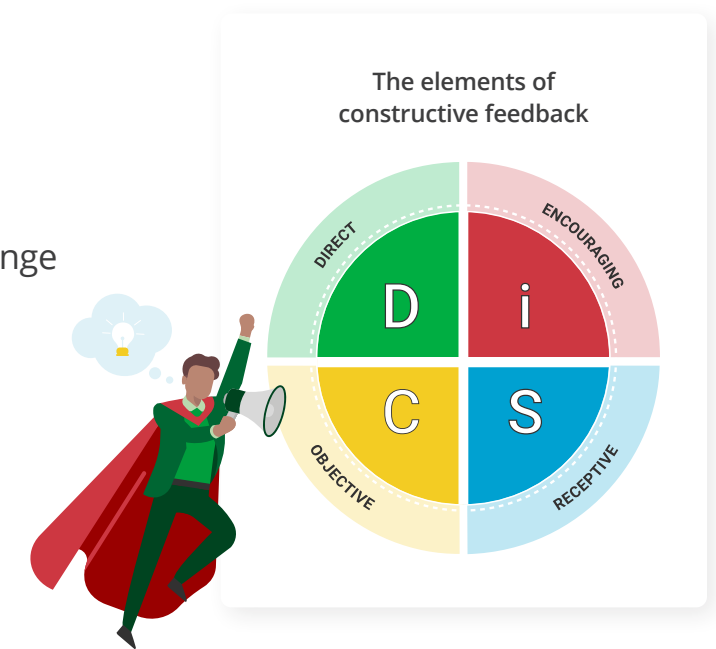 The elements of
constructive feedback
DIRECT
ENCOURAGING
nge
D
i
C
S
OBJECTIVE
RECEPTIVE